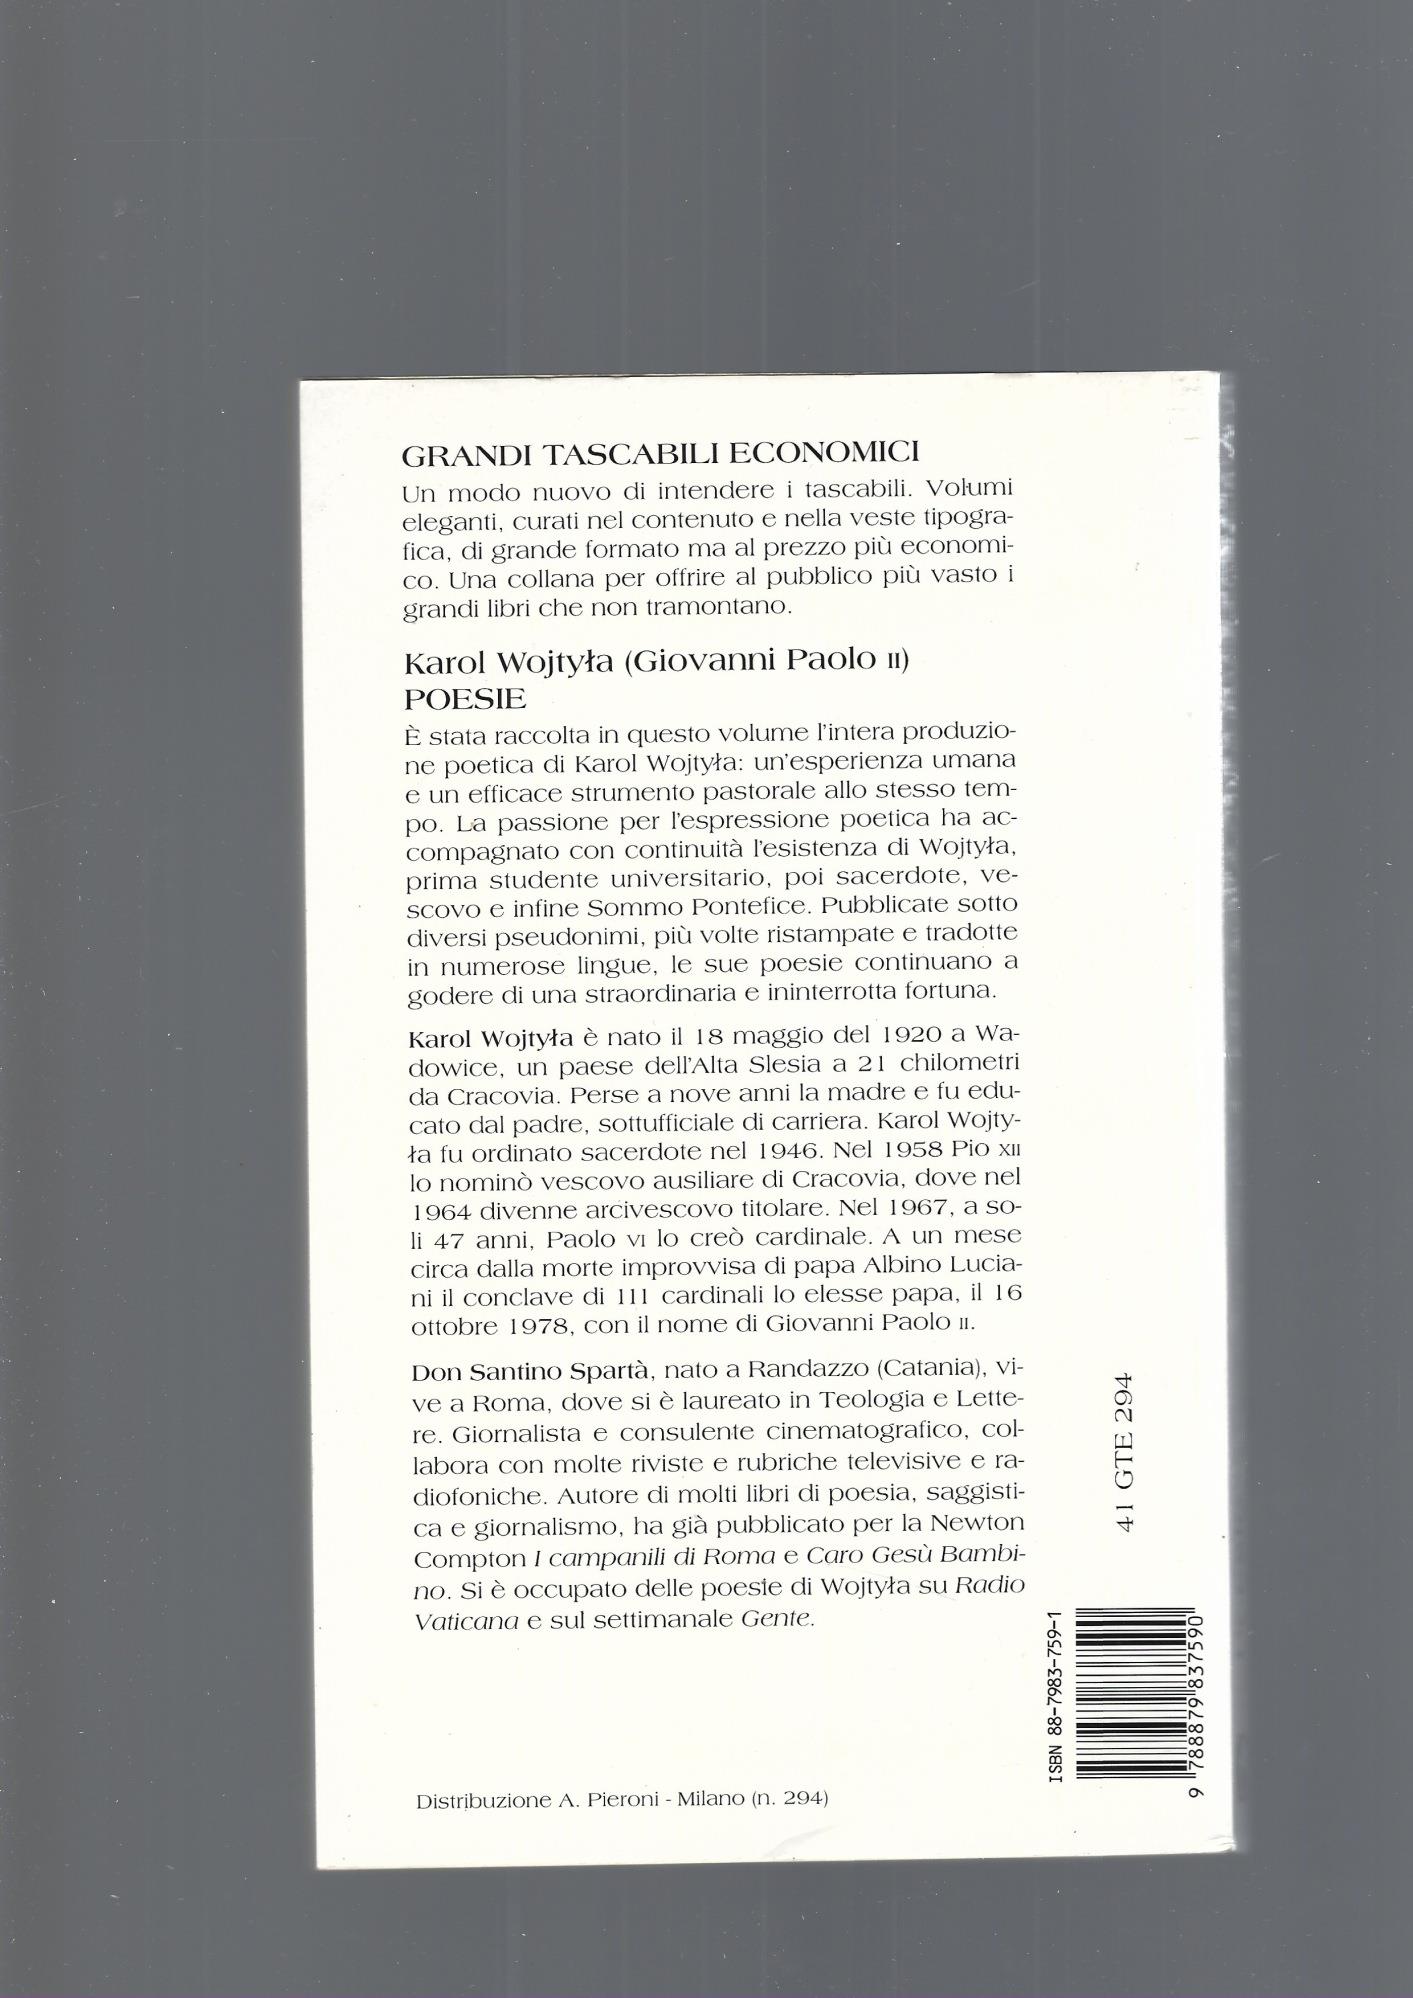 GRANDI TASCABILI ECONOMICI
Un modo nuovo di intendere i tascabili. Volumi
eleganti, curati nel contenuto e nella veste tipogra-
fica, di grande formato ma al prezzo più economi-
co. Una collana per offrire al pubblico più vasto i
grandi libri che non tramontano.
Karol Wojtyła (Giovanni Paolo II)
POESIE
È stata raccolta in questo volume l'intera produzio-
ne poetica di Karol Wojtyła: un'esperienza umana
e un efficace strumento pastorale allo stesso tem-
po. La passione per l'espressione poetica ha ac-
compagnato con continuità l'esistenza di Wojtyła,
prima studente universitario, poi sacerdote, ve-
scovo e infine Sommo Pontefice. Pubblicate sotto
diversi pseudonimi, più volte ristampate e tradotte
in numerose lingue, le sue poesie continuano a
godere di una straordinaria e ininterrotta fortuna.
Karol Wojtyła è nato il 18 maggio del 1920 a Wa-
dowice, un paese dell'Alta Slesia a 21 chilometri
da Cracovia. Perse a nove anni la madre e fu edu-
cato dal padre, sottufficiale di carriera. Karol Wojty-
ła fu ordinato sacerdote nel 1946. Nel 1958 Pio XII
lo nominò vescovo ausiliare di Cracovia, dove nel
1964 divenne arcivescovo titolare. Nel 1967, a so-
li 47 anni, Paolo VI lo creò cardinale. A un mese
circa dalla morte improvvisa di papa Albino Lucia-
ni il conclave di 111 cardinali lo elesse papa, il 16
ottobre 1978, con il nome di Giovanni Paolo II.
Don Santino Spartà, nato a Randazzo (Catania), vi-
ve a Roma, dove si è laureato in Teologia e Lette-
re. Giornalista e consulente cinematografico, col-
labora con molte riviste e rubriche televisive e ra-
diofoniche. Autore di molti libri di poesia, saggisti-
ca e giornalismo, ha già pubblicato per la Newton
Compton I campanili di Roma e Caro Gesù Bambi-
no. Si è occupato delle poesie di Wojtyła su Radio
Vaticana e sul settimanale Gente.
Distribuzione A. Pieroni - Milano (n. 294)
41 GTE 294
ISBN 88-7983-759-1
9 788879 837590